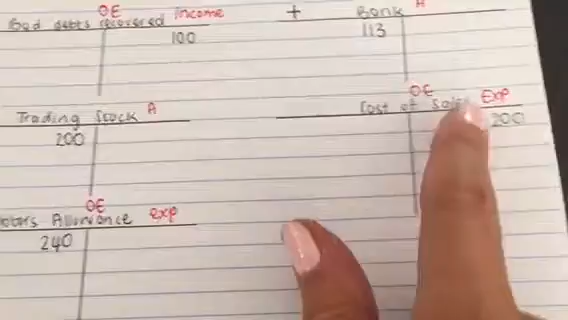 OE income + Bank A
Bad debts recovered
100 113
OE
Trading Stock A Cost of Sales Exp
200 200
OE
Allowance exp
240